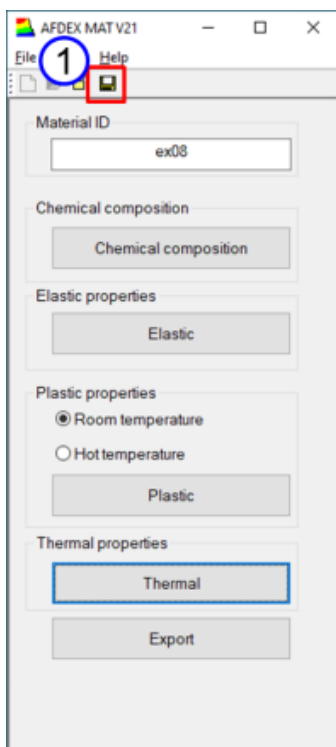 AFDEX MAT V21
File
1
Help
Material ID
ex08
Chemical composition
Chemical composition
Elastic properties
Elastic
Plastic properties
Room temperature
Hot temperature
Plastic
Thermal properties
Thermal
Export